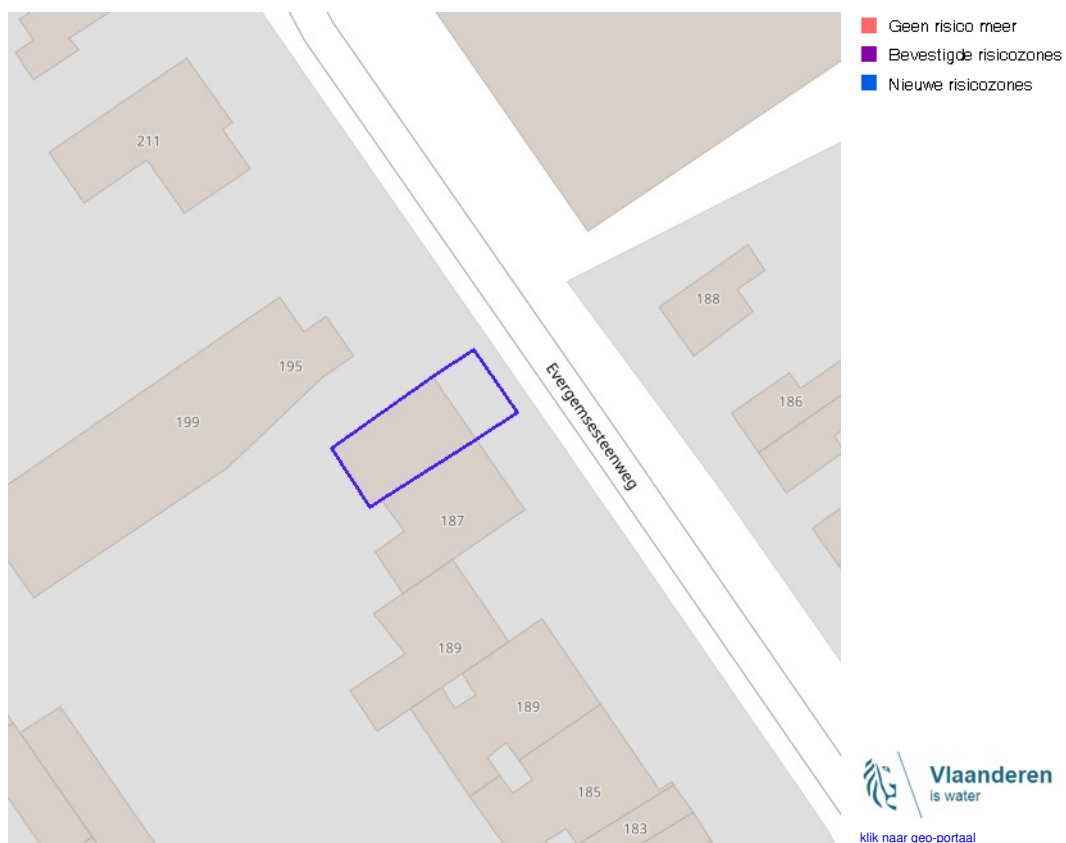 Geen risico meer
Bevestigde risicozones
Nieuwe risicozones
211
188
195
186
199
Evergemsesteenweg
187
189
189
185
183
Vlaanderen
is water
klik naar geo-portaal